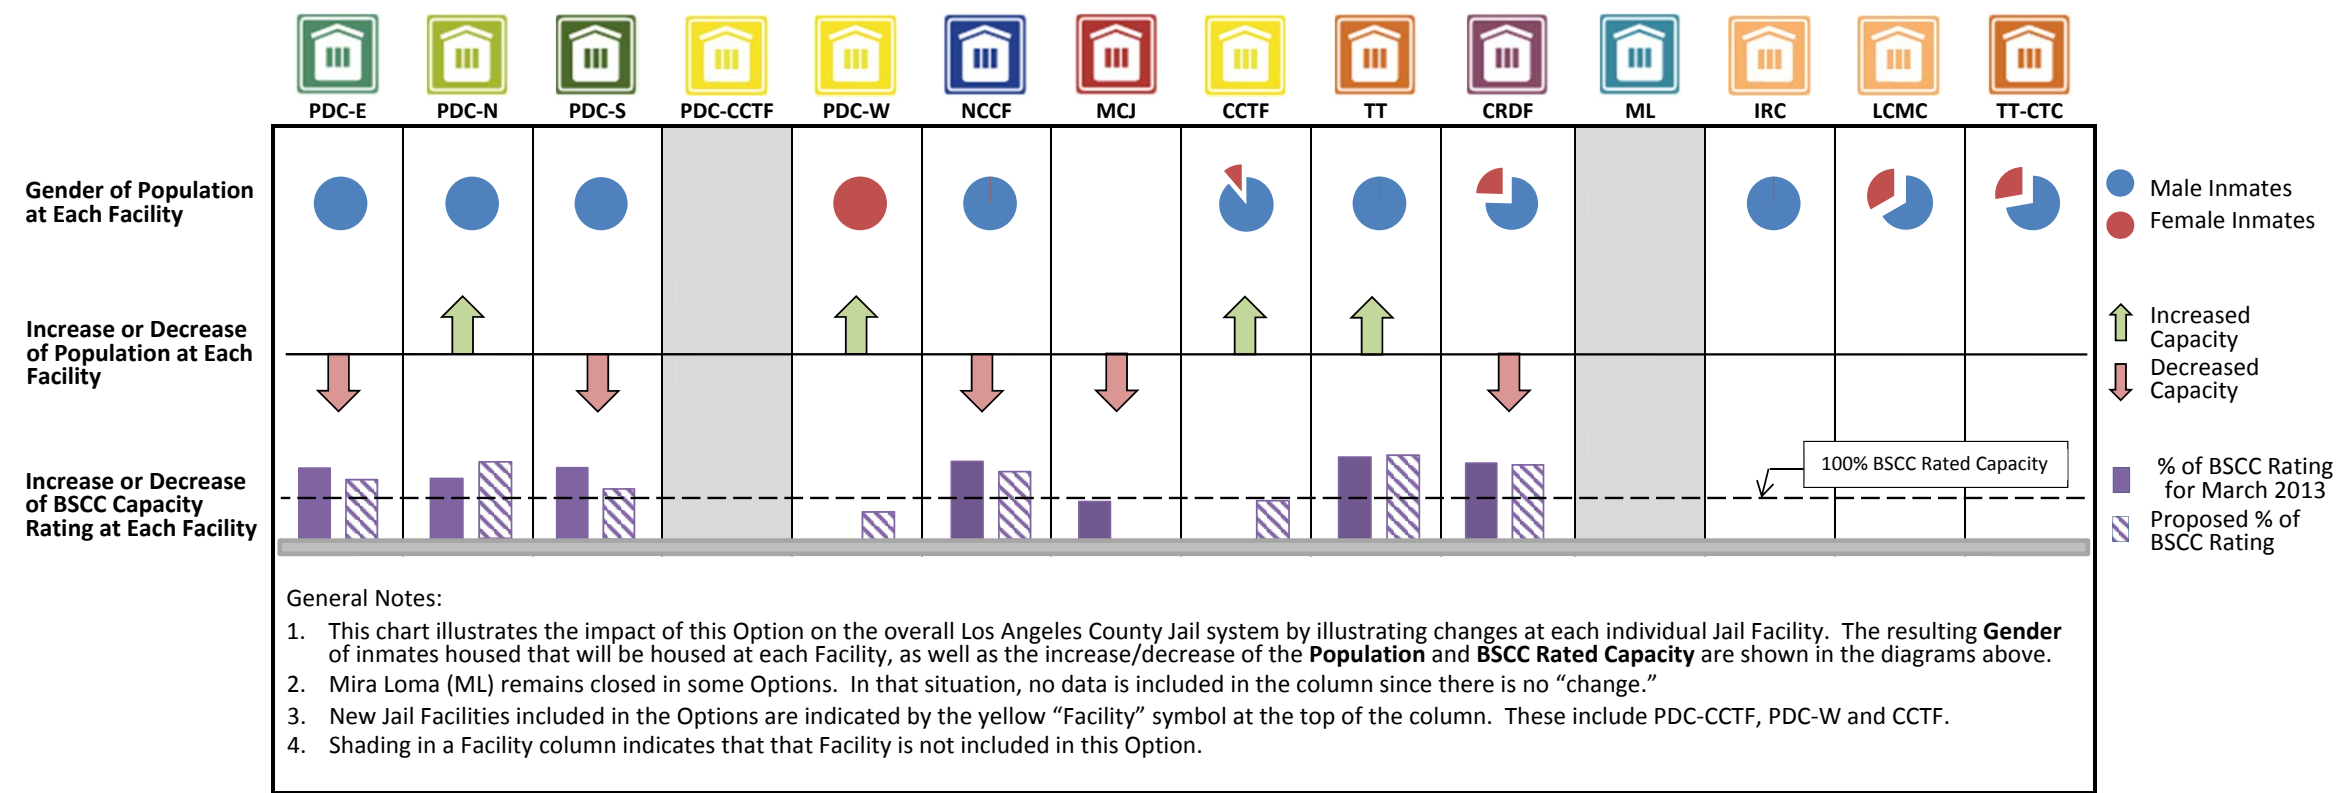 PDC-E PDC-N PDC-S PDC-CCTF PDC-W NCCF MCJ CCTF TT CRDF ML IRC LCMC TT-CTC
Gender of Population
at Each Facility
Male Inmates
Female Inmates
Increase or Decrease
of Population at Each
Facility
Increased
Capacity
Decreased
Capacity
Increase or Decrease
of BSCC Capacity
Rating at Each Facility
100% BSCC Rated Capacity
% of BSCC Rating
for March 2013
Proposed % of
BSCC Rating
General Notes:
1. This chart illustrates the impact of this Option on the overall Los Angeles County Jail system by illustrating changes at each individual Jail Facility. The resulting Gender
of inmates housed that will be housed at each Facility, as well as the increase/decrease of the Population and BSCC Rated Capacity are shown in the diagrams above.
2. Mira Loma (ML) remains closed in some Options. In that situation, no data is included in the column since there is no “change.”
3. New Jail Facilities included in the Options are indicated by the yellow “Facility” symbol at the top of the column. These include PDC-CCTF, PDC-W and CCTF.
4. Shading in a Facility column indicates that that Facility is not included in this Option.